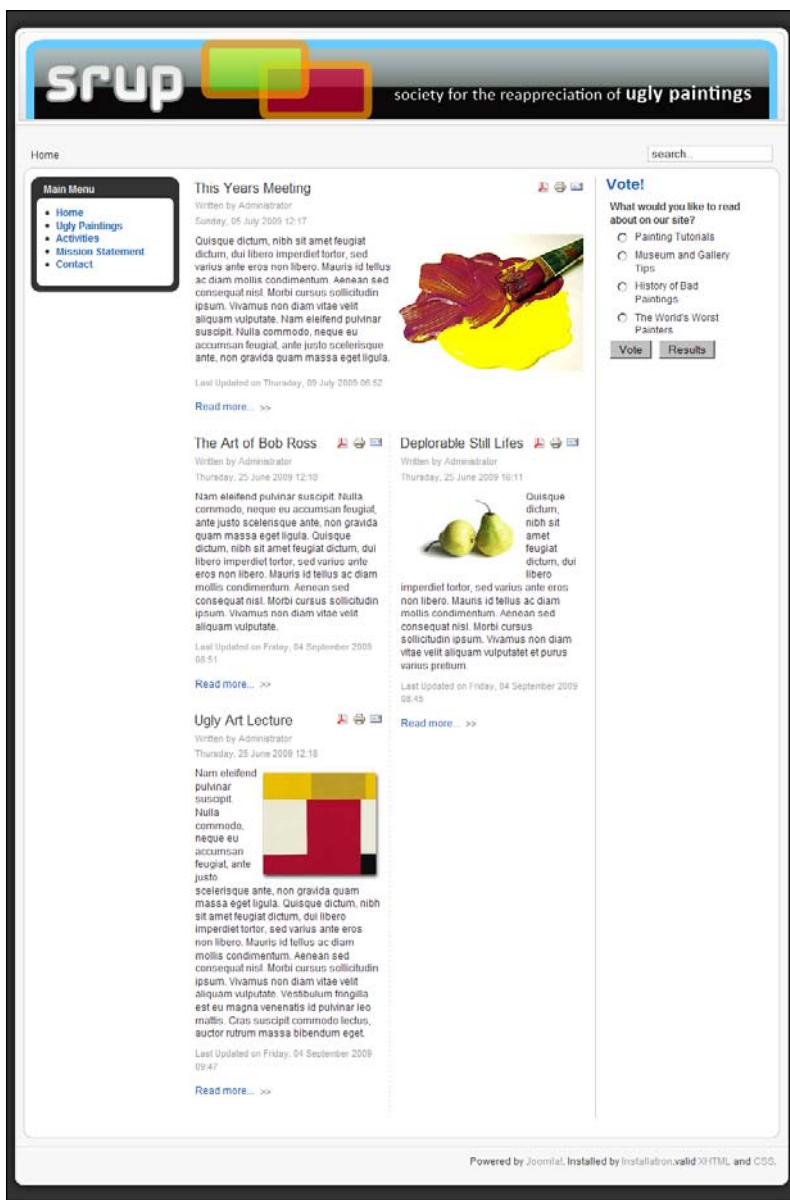 srup
society for the reappreciation of ugly paintings
Home
search...
Main Menu
Home
Ugly Paintings
Activities
Mission Statement
Contact
This Years Meeting
Written by Administrator
Sunday, 05 July 2009 12:17
Quisque dictum, nibh sit amet feugiat
dictum, dui libero imperdiet tortor, sed
varius ante eros non libero. Mauris id tellus
ac diam mollis condimentum. Aenean sed
consequat nisl. Morbi cursus sollicitudin
ipsum. Vivamus non diam vitae velit
aliquam vulputate. Nam eleifend pulvinar
suscipit. Nulla commodo, neque eu
accumsan feugiat, ante justo scelerisque
ante, non gravida quam massa eget ligula.
Last Updated on Thursday, 09 July 2009 06:52
Read more... >>
The Art of Bob Ross
Written by Administrator
Thursday, 25 June 2009 12:18
Nam eleifend pulvinar suscipit. Nulla
commodo, neque eu accumsan feugiat,
ante justo scelerisque ante, non gravida
quam massa eget ligula. Quisque
dictum, nibh sit amet feugiat dictum, dui
libero imperdiet tortor, sed varius ante
eros non libero. Mauris id tellus ac diam
mollis condimentum. Aenean sed
consequat nisl. Morbi cursus sollicitudin
ipsum. Vivamus non diam vitae velit
aliquam vulputate.
Last Updated on Friday, 04 September 2009
08:51
Read more... >>
Deplorable Still Lifes
Written by Administrator
Thursday, 25 June 2009 16:11
Quisque
dictum,
nibh sit
amet
feugiat
dictum, dui
libero
imperdiet tortor, sed varius ante eros
non libero. Mauris id tellus ac diam
mollis condimentum. Aenean sed
consequat nisl. Morbi cursus
sollicitudin ipsum. Vivamus non diam
vitae velit aliquam vulputatet et purus
varius pretium.
Last Updated on Friday, 04 September 2009
08:45
Read more... >>
Ugly Art Lecture
Written by Administrator
Thursday, 25 June 2009 12:18
Nam eleifend
pulvinar
suscipit.
Nulla
commodo,
neque eu
accumsan
feugiat, ante
justo
scelerisque ante, non gravida quam
massa eget ligula. Quisque dictum, nibh
sit amet feugiat dictum, dui libero
imperdiet tortor, sed varius ante eros
non libero. Mauris id tellus ac diam
mollis condimentum. Aenean sed
consequat nisl. Morbi cursus sollicitudin
ipsum. Vivamus non diam vitae velit
aliquam vulputate. Vestibulum fringilla
est eu magna venenatis id pulvinar leo
mattis. Cras suscipit commodo lectus,
auctor rutrum massa bibendum eget.
Last Updated on Friday, 04 September 2009
09:47
Read more... >>
Vote!
What would you like to read
about on our site?
Painting Tutorials
Museum and Gallery
Tips
History of Bad
Paintings
The World's Worst
Painters
Vote Results
Powered by Joomla!. Installed by Installatron.valid XHTML and CSS.